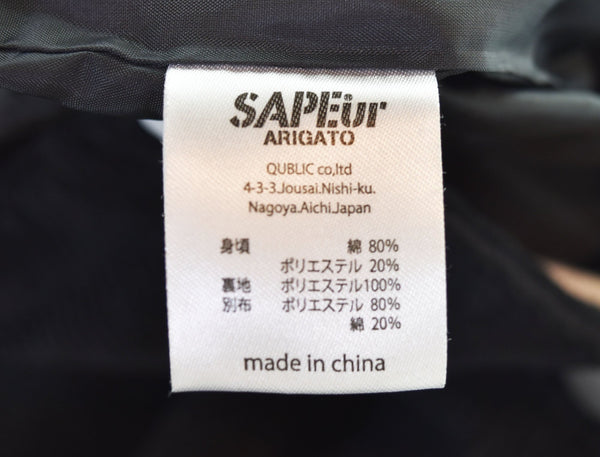 SAPEur
ARIGATO
QUBLIC co,ltd
4-3-3.Jousai.Nishi-ku.
Nagoya.Aichi.Japan
身頃 綿 80%
ポリエステル 20%
裏地 ポリエステル100%
別布 ポリエステル 80%
綿 20%
made in china